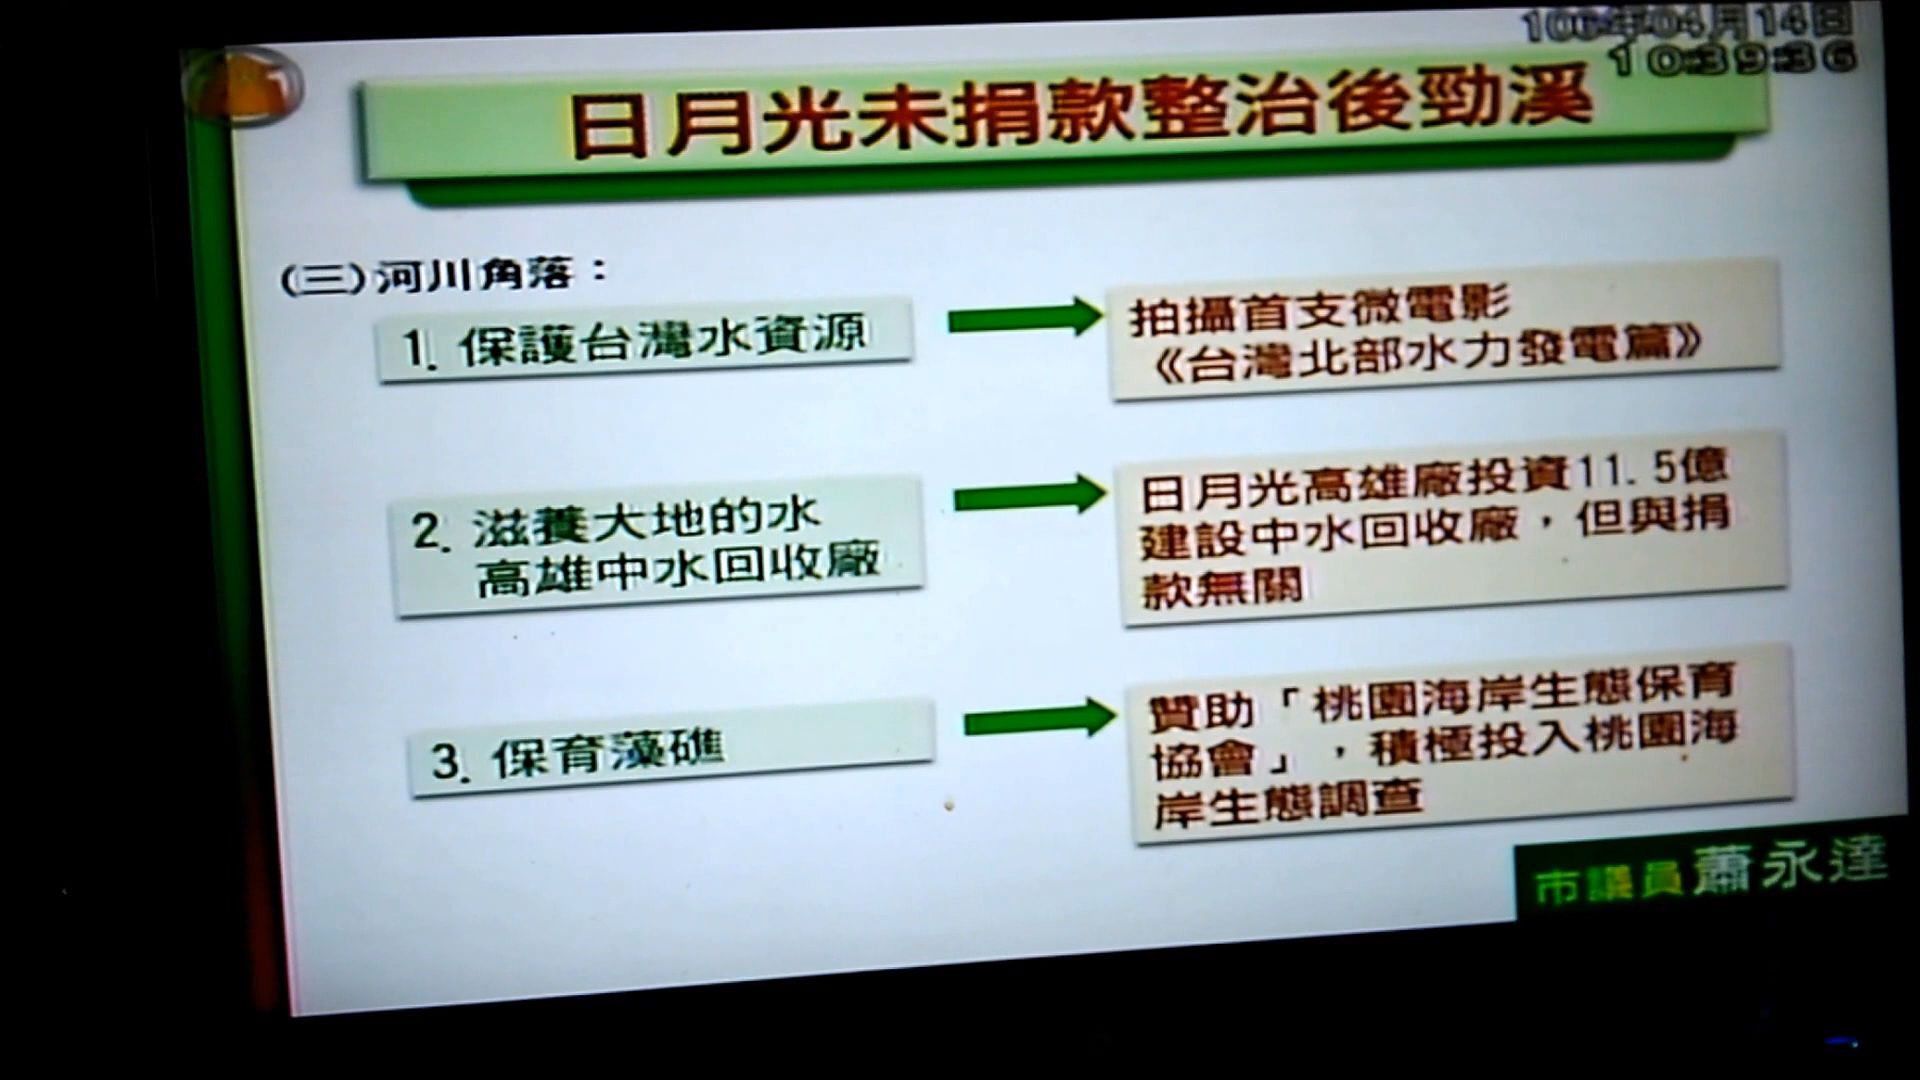 106年04月14日
10:39:36
日月光未捐款整治後勁溪
(三)河川角落：
1. 保護台灣水資源
拍攝首支微電影
《台灣北部水力發電篇》
2. 滋養大地的水
高雄中水回收廠
日月光高雄廠投資11.5億
建設中水回收廠，但與捐
款無關
3. 保育藻礁
贊助「桃園海岸生態保育
協會」，積極投入桃園海
岸生態調查
市議員蕭永達